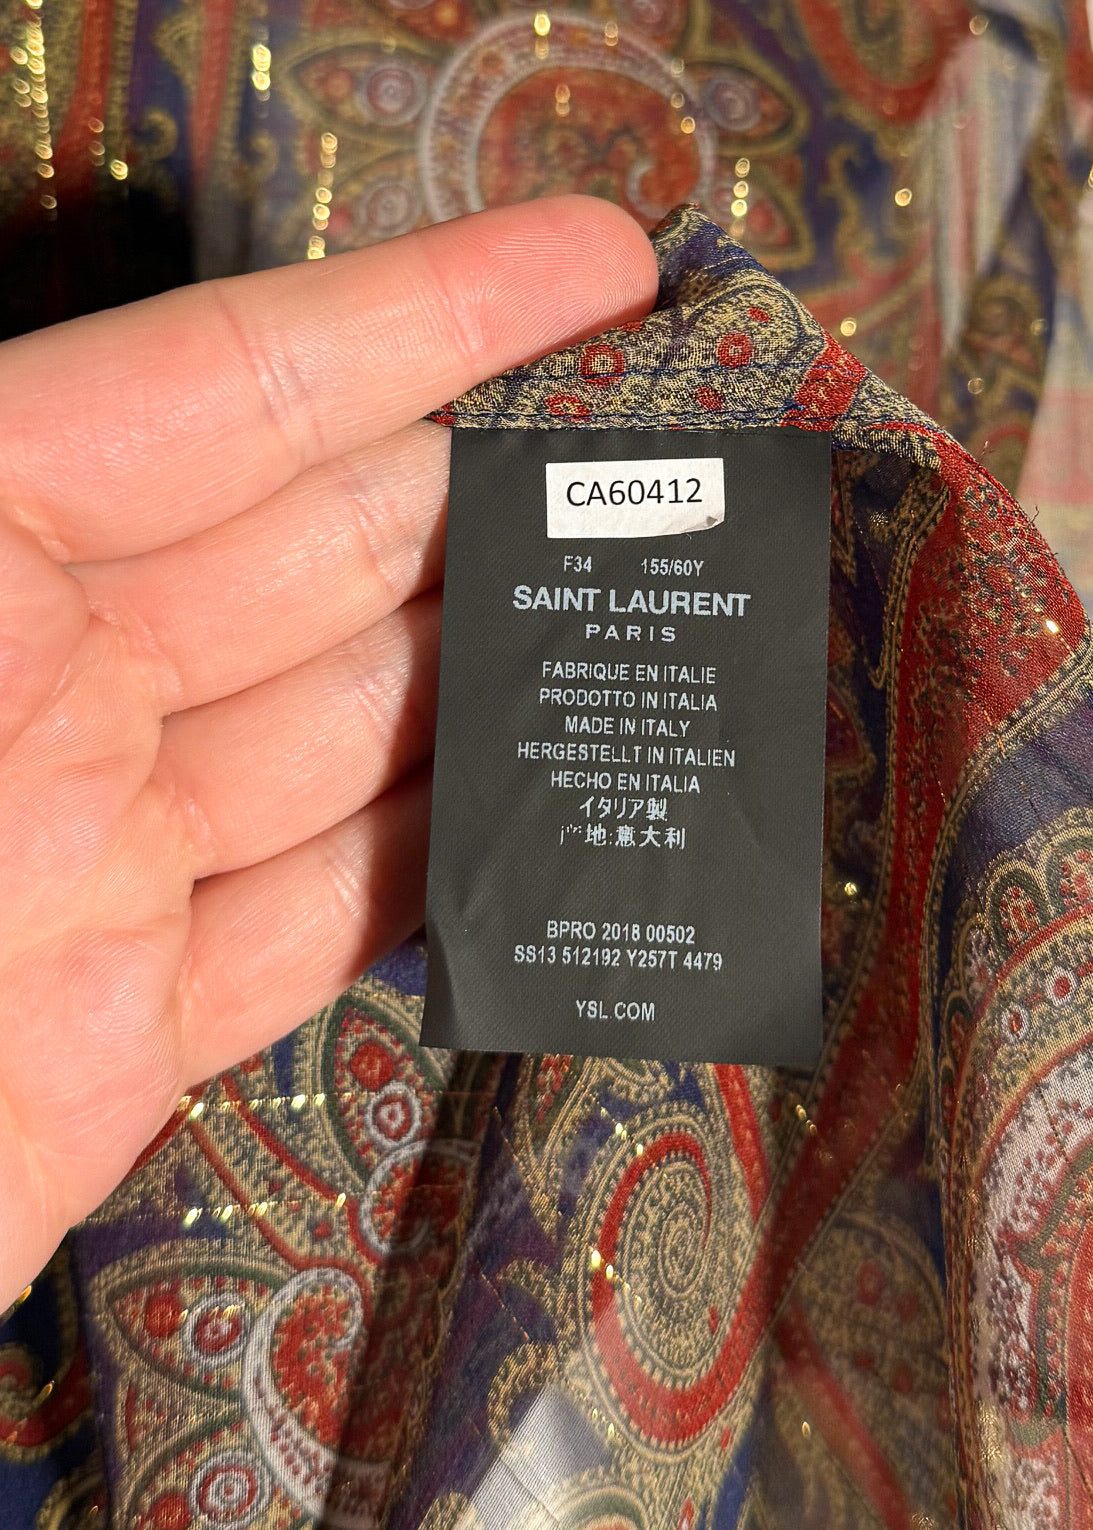 CA60412
F34 155/60Y
SAINT LAURENT
PARIS
FABRIQUE EN ITALIE
PRODOTTO IN ITALIA
MADE IN ITALY
HERGESTELLT IN ITALIEN
HECHO EN ITALIA
イタリア製
地:意大利
BPRO 2018 00502
SS13 512192 Y257T 4479
YSL.COM